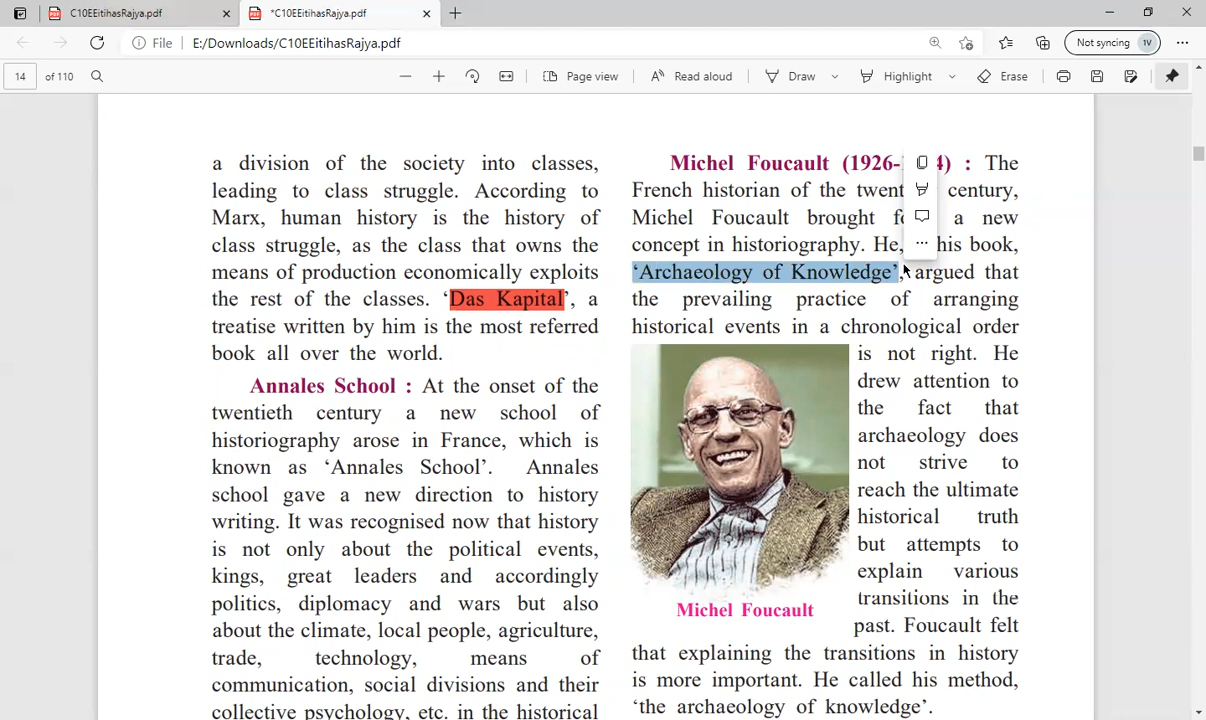 C10EEitihasRajya.pdf
*C10EEitihasRajya.pdf
File
E:/Downloads/C10EEitihasRajya.pdf
Not syncing
1V
14
of 110
Page view
Read aloud
Draw
Highlight
Erase
a division of the society into classes,
leading to class struggle. According to
Marx, human history is the history of
class struggle, as the class that owns the
means of production economically exploits
the rest of the classes. ‘Das Kapital’, a
treatise written by him is the most referred
book all over the world.
Annales School : At the onset of the
twentieth century a new school of
historiography arose in France, which is
known as ‘Annales School’. Annales
school gave a new direction to history
writing. It was recognised now that history
is not only about the political events,
kings, great leaders and accordingly
politics, diplomacy and wars but also
about the climate, local people, agriculture,
trade, technology, means of
communication, social divisions and their
collective psychology, etc. in the historical
Michel Foucault (1926- 4) : The
French historian of the century,
Michel Foucault brought a new
concept in historiography. He, his book,
‘Archaeology of Knowledge’, argued that
the prevailing practice of arranging
historical events in a chronological order
is not right. He
drew attention to
the fact that
archaeology does
not strive to
reach the ultimate
historical truth
but attempts to
explain various
transitions in the
past. Foucault felt
that explaining the transitions in history
is more important. He called his method,
‘the archaeology of knowledge’.
Michel Foucault